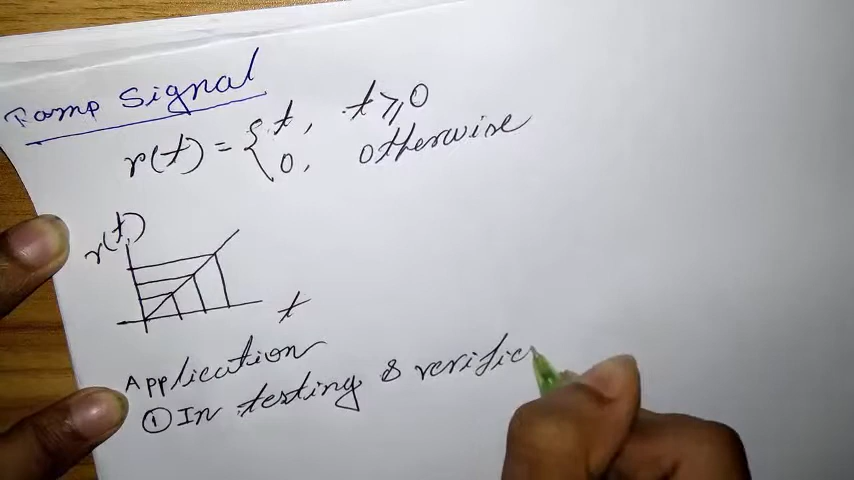 Ramp Signal
r(t) = { t, t ≥ 0
0, otherwise
r(t)
t
Application
① In testing & verific